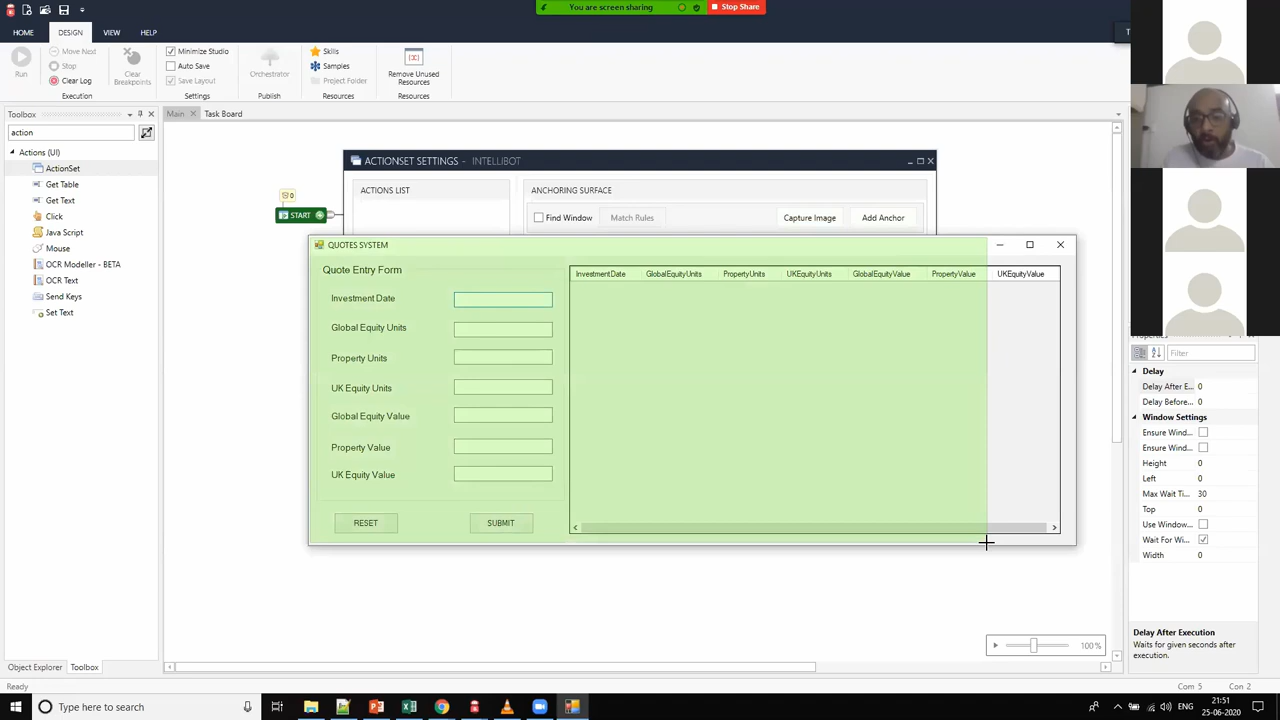 You are screen sharing
Stop Share
HOME
DESIGN
VIEW
HELP
Run
Move Next
Stop
Clear Log
Execution
Clear
Breakpoints
Minimize Studio
Auto Save
Save Layout
Settings
Orchestrator
Publish
Skills
Samples
Project Folder
Resources
Remove Unused
Resources
Resources
Toolbox
action
Actions (UI)
ActionSet
Get Table
Get Text
Click
Java Script
Mouse
OCR Modeller - BETA
OCR Text
Send Keys
Set Text
Main
Task Board
0
START
ACTIONSET SETTINGS - INTELLIBOT
ACTIONS LIST
ANCHORING SURFACE
Find Window
Match Rules
Capture Image
Add Anchor
QUOTES SYSTEM
Quote Entry Form
Investment Date
Global Equity Units
Property Units
UK Equity Units
Global Equity Value
Property Value
UK Equity Value
RESET
SUBMIT
InvestmentDate GlobalEquityUnits PropertyUnits UKEquityUnits GlobalEquityValue PropertyValue UKEquityValue
100%
Filter
Delay
Delay After E... 0
Delay Before... 0
Window Settings
Ensure Wind...
Ensure Wind...
Height 0
Left 0
Max Wait Ti... 30
Top 0
Use Window...
Wait For Wi...
Width 0
Delay After Execution
Waits for given seconds after
execution.
Object Explorer
Toolbox
Ready
Com 5
Con 2
Type here to search
ENG
21:51
25-06-2020